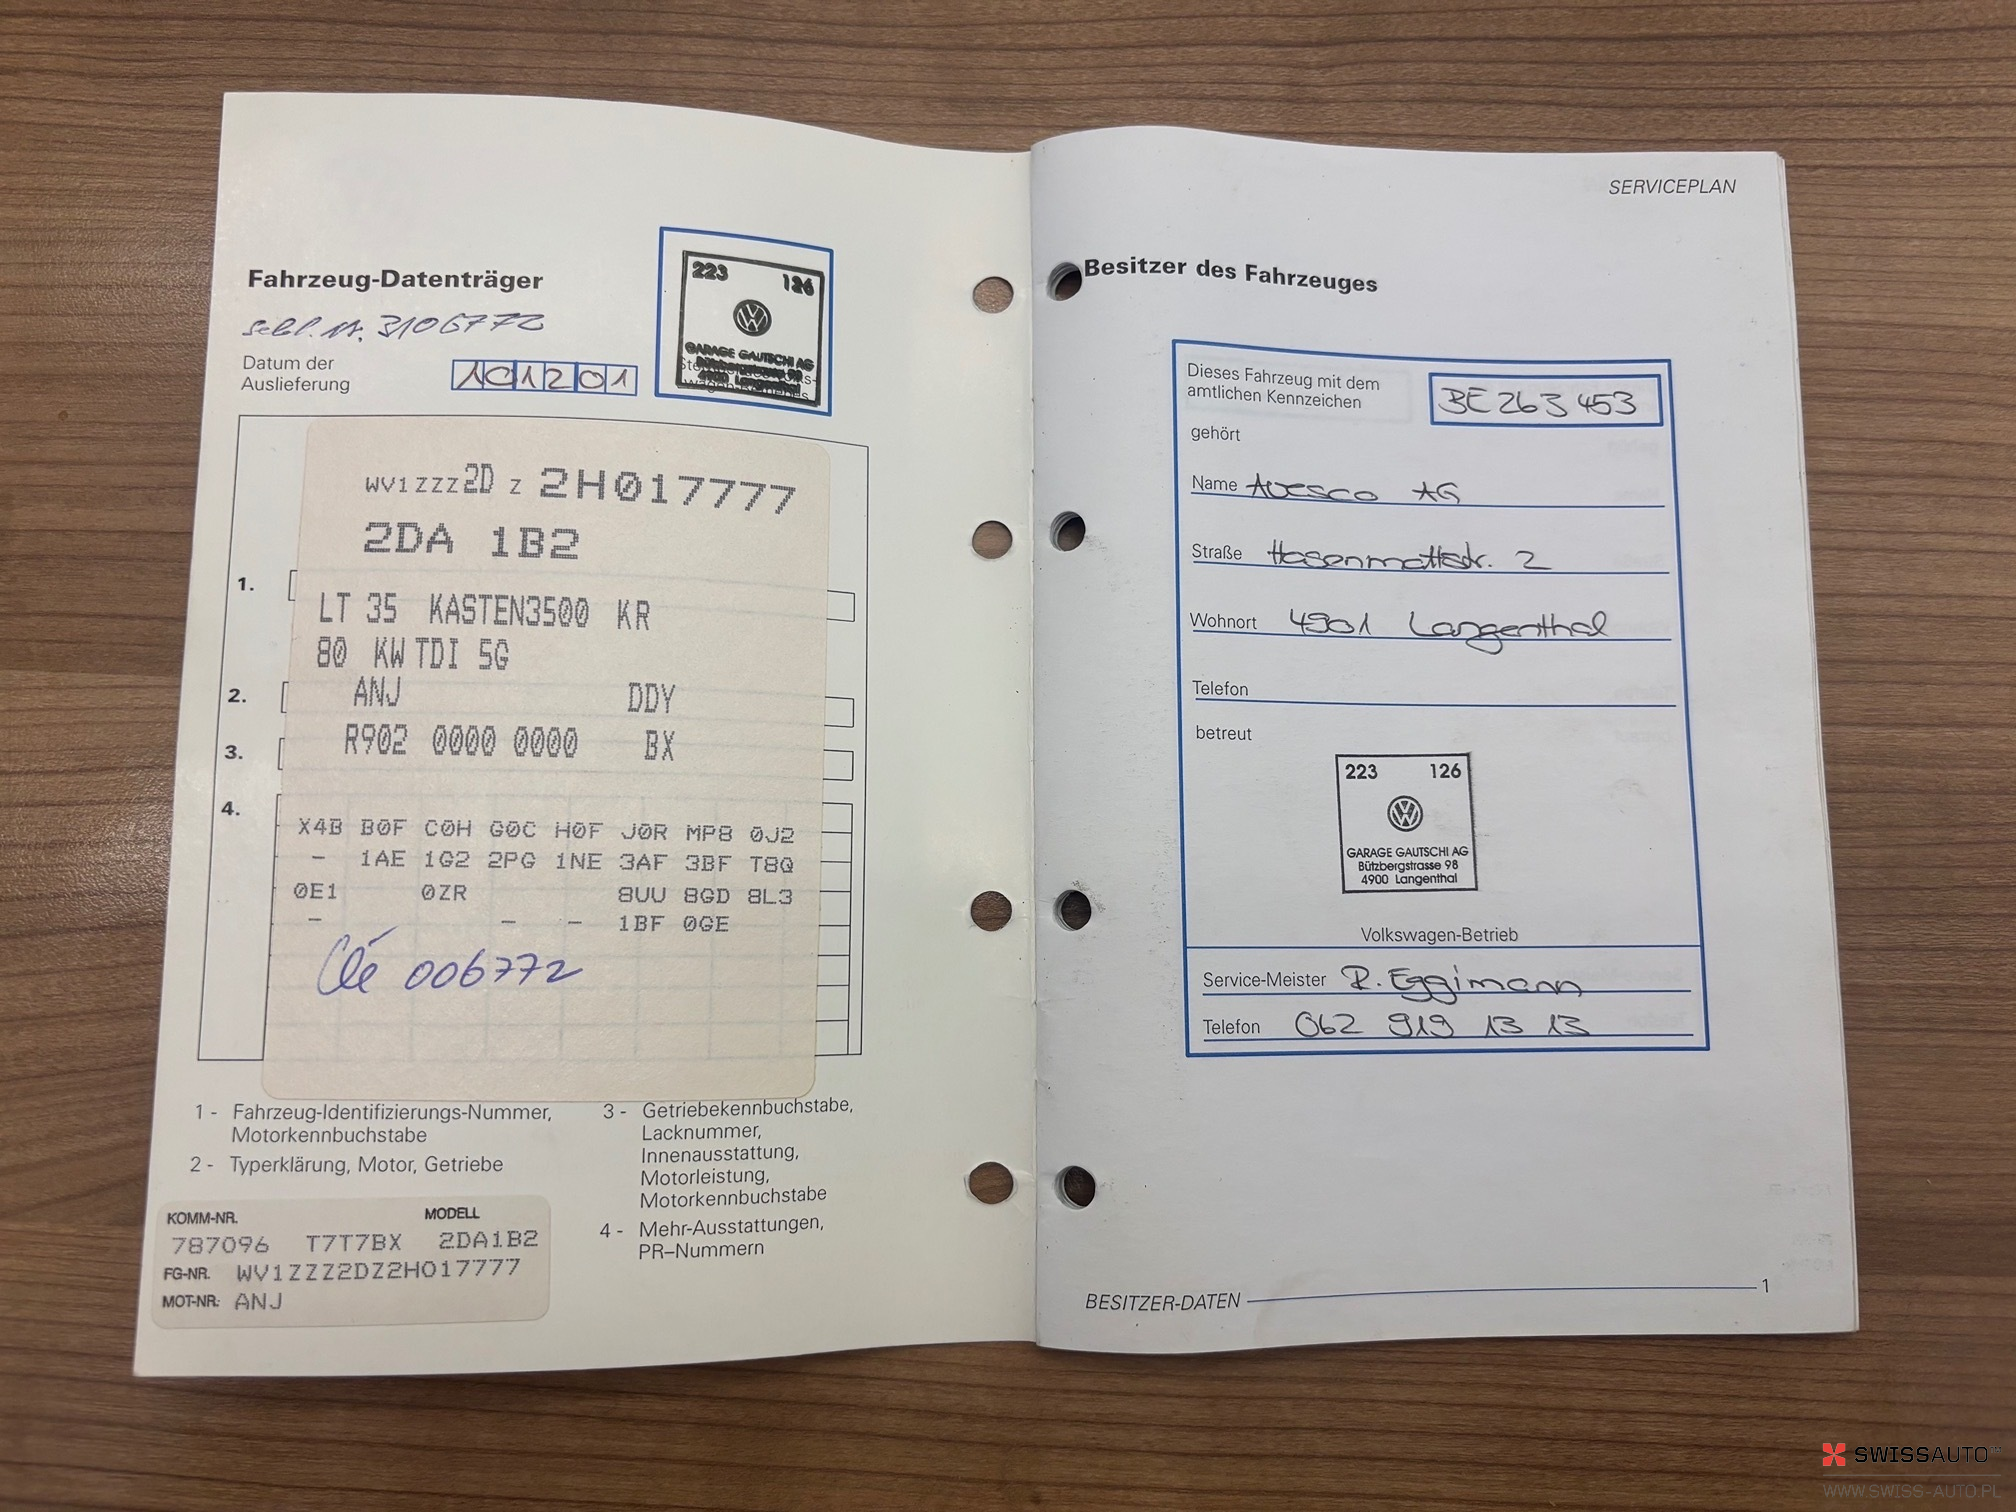 Fahrzeug-Datenträger
Schl. Nr. 3106772
Datum der
Auslieferung
101201
223 126
GARAGE GAUTSCHI AG
Bützbergstrasse 98
4900 Langenthal
WV1ZZZ2D Z 2H017777
2DA 1B2
1.
LT 35 KASTEN3500 KR
80 KW TDI 5G
2.
ANJ DDY
3.
R902 0000 0000 BX
4.
X4B B0F C0H G0C H0F J0R MP8 0J2
- 1AE 1G2 2PG 1NE 3AF 3BF T8Q
0E1 0ZR 8UU 8GD 8L3
- - - 1BF 0GE
Clé 006772
1 - Fahrzeug-Identifizierungs-Nummer,
Motorkennbuchstabe
2 - Typerklärung, Motor, Getriebe
3 - Getriebekennbuchstabe,
Lacknummer,
Innenausstattung,
Motorleistung,
Motorkennbuchstabe
4 - Mehr-Ausstattungen,
PR–Nummern
KOMM-NR. MODELL
787096 T7T7BX 2DA1B2
FG-NR. WV1ZZZ2DZ2H017777
MOT-NR: ANJ
SERVICEPLAN
Besitzer des Fahrzeuges
Dieses Fahrzeug mit dem
amtlichen Kennzeichen
BE 263 453
gehört
Name Avesco AG
Straße Hasenmattstr. 2
Wohnort 4901 Langenthal
Telefon
betreut
223 126
GARAGE GAUTSCHI AG
Bützbergstrasse 98
4900 Langenthal
Volkswagen-Betrieb
Service-Meister R. Eggimann
Telefon 062 919 13 13
BESITZER-DATEN 1
SWISSAUTO
WWW.SWISS-AUTO.PL